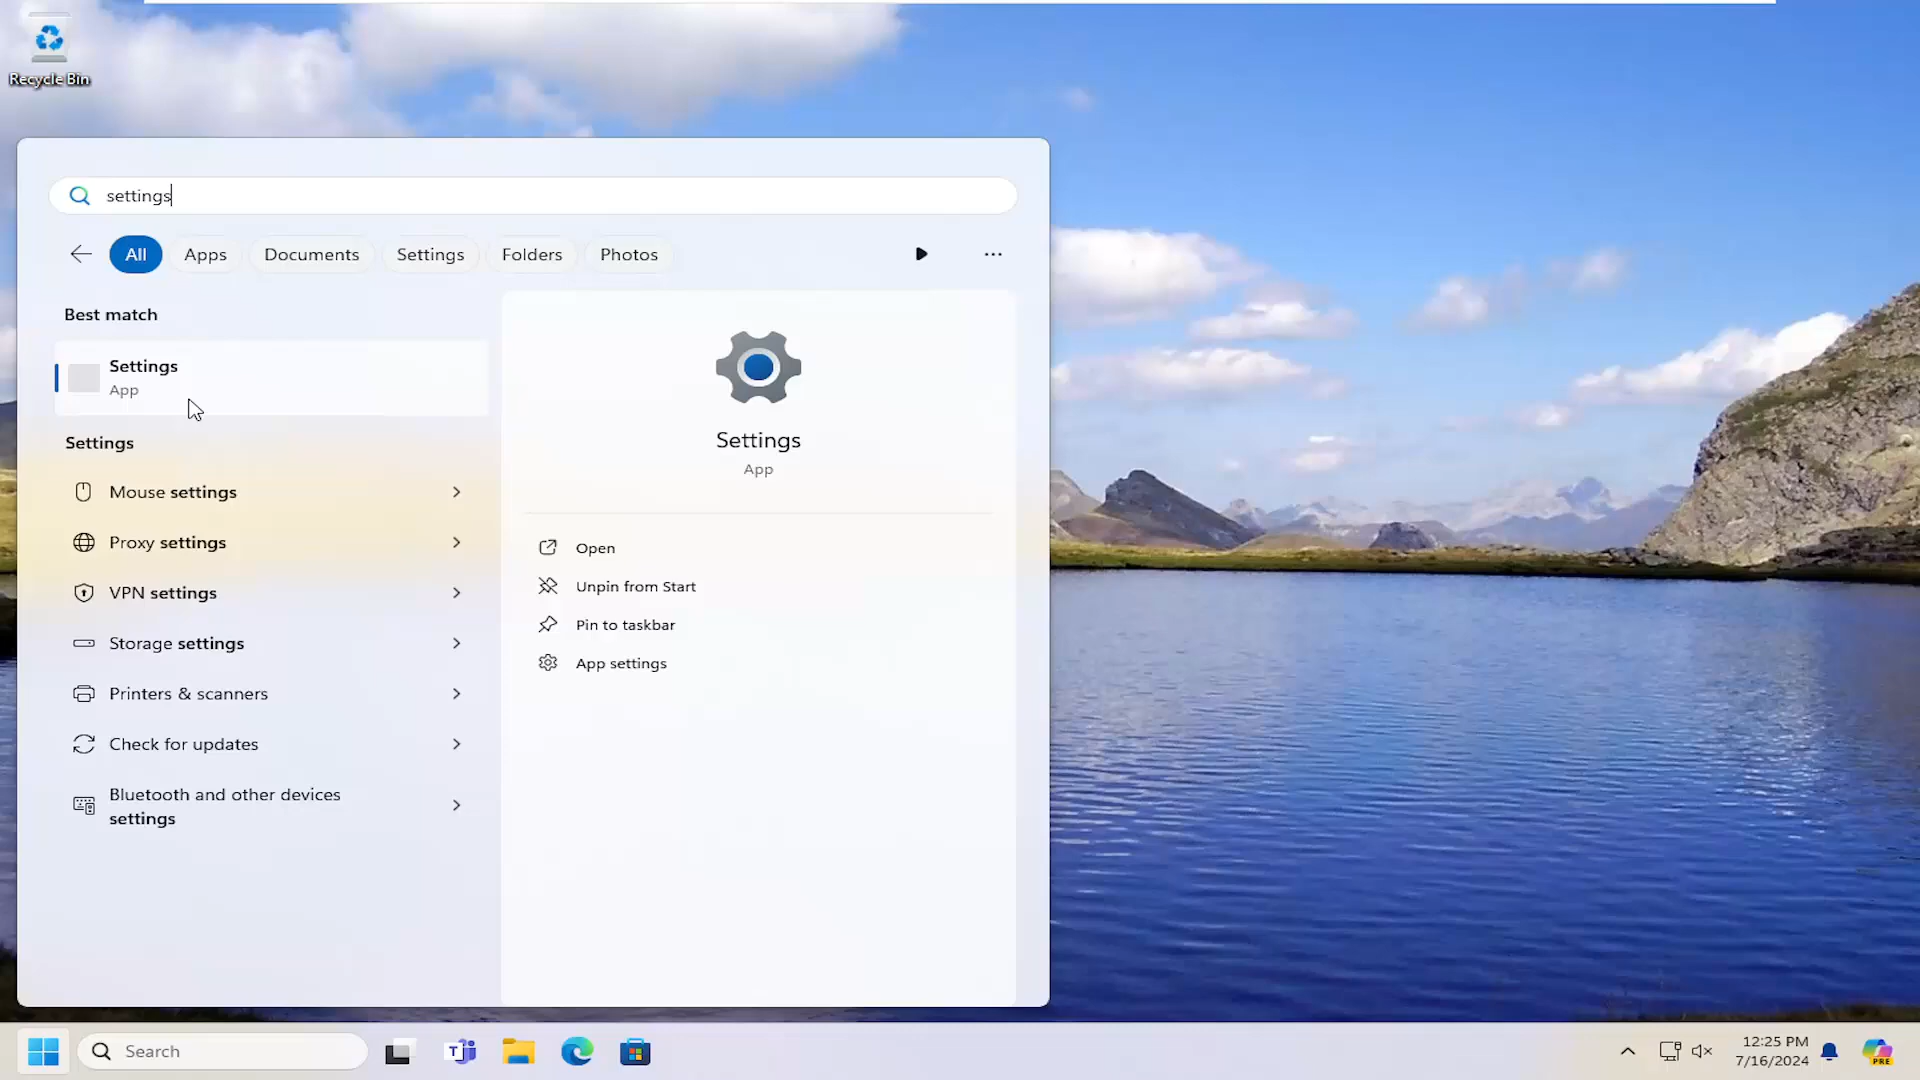 Recycle Bin
settings
All
Apps
Documents
Settings
Folders
Photos
Best match
Settings
App
Settings
Mouse settings
Proxy settings
VPN settings
Storage settings
Printers & scanners
Check for updates
Bluetooth and other devices
settings
Settings
App
Open
Unpin from Start
Pin to taskbar
App settings
Search
T
12:25 PM
7/16/2024
PRE